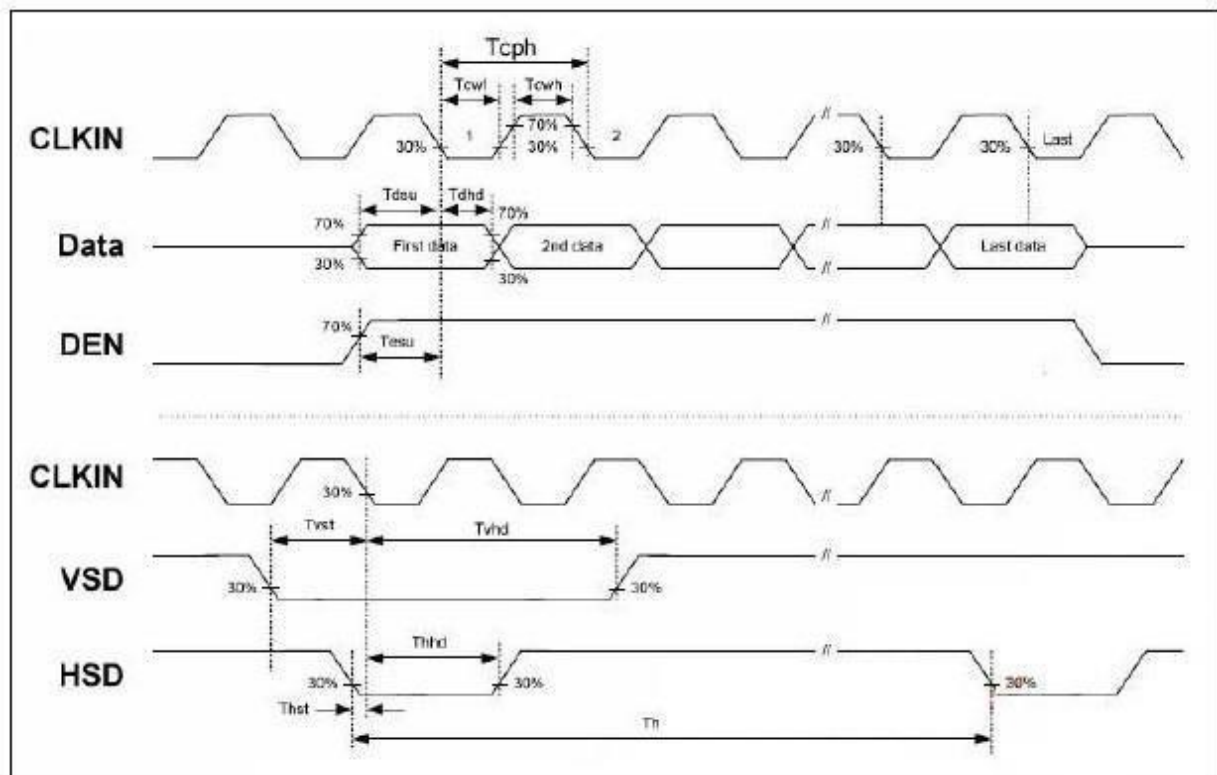 Tcph
Tcwl Tcwh
CLKIN
30% 1 70% 30% 2 30% 30% Last
Tdsu Tdhd
70% 70%
Data First data 2nd data Last data
30% 30%
70%
DEN
Tesu
CLKIN
30%
Tvst Tvhd
VSD
30% 30%
Thhd
HSD
30% 30% 30%
Thst
Th